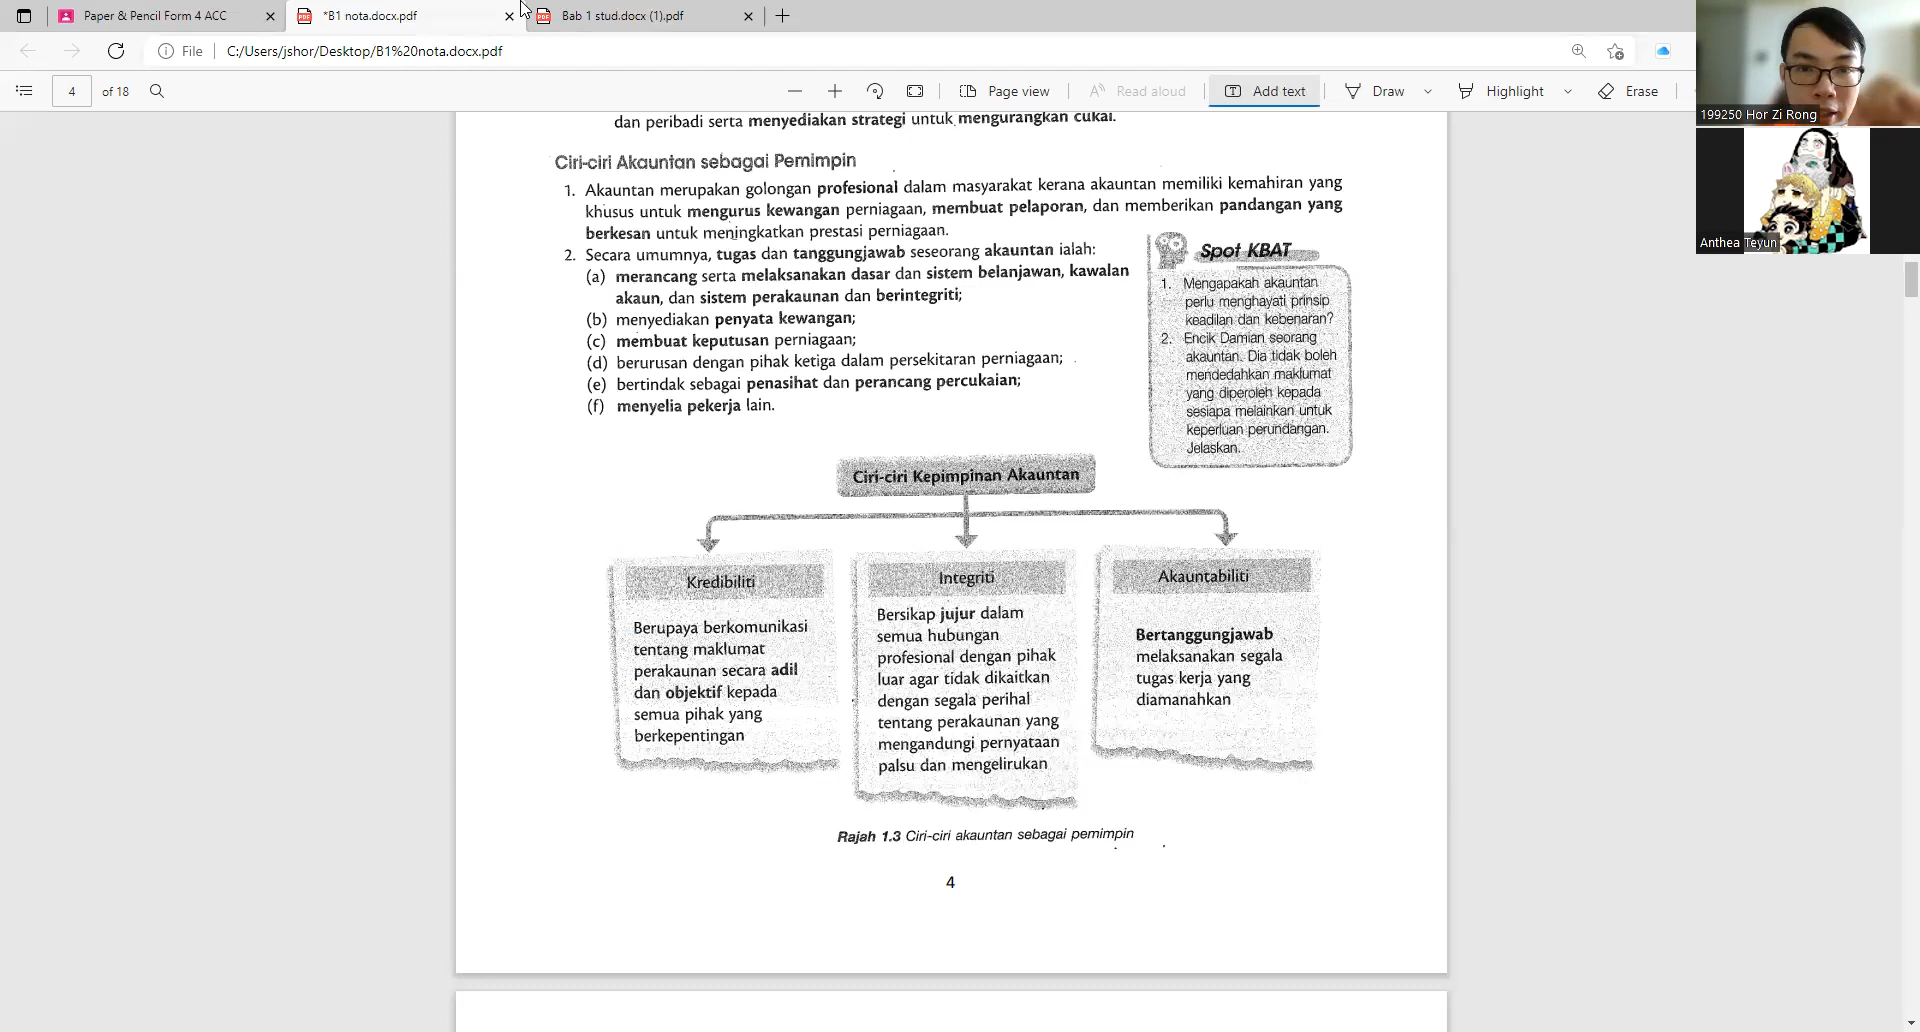 Paper & Pencil Form 4 ACC
*B1 nota.docx.pdf
Bab 1 stud.docx (1).pdf
File
C:/Users/jshor/Desktop/B1%20nota.docx.pdf
4
of 18
Page view
Read aloud
Add text
Draw
Highlight
Erase
199250 Hor Zi Rong
Anthea Teyun
dan peribadi serta menyediakan strategi untuk mengurangkan cukai.
Ciri-ciri Akauntan sebagai Pemimpin
1. Akauntan merupakan golongan profesional dalam masyarakat kerana akauntan memiliki kemahiran yang
khusus untuk mengurus kewangan perniagaan, membuat pelaporan, dan memberikan pandangan yang
berkesan untuk meningkatkan prestasi perniagaan.
2. Secara umumnya, tugas dan tanggungjawab seseorang akauntan ialah:
(a) merancang serta melaksanakan dasar dan sistem belanjawan, kawalan
akaun, dan sistem perakaunan dan berintegriti;
(b) menyediakan penyata kewangan;
(c) membuat keputusan perniagaan;
(d) berurusan dengan pihak ketiga dalam persekitaran perniagaan;
(e) bertindak sebagai penasihat dan perancang percukaian;
(f) menyelia pekerja lain.
Spot KBAT
1. Mengapakah akauntan
perlu menghayati prinsip
keadilan dan kebenaran?
2. Encik Damian seorang
akauntan. Dia tidak boleh
mendedahkan maklumat
yang diperoleh kepada
sesiapa melainkan untuk
keperluan perundangan.
Jelaskan.
Ciri-ciri Kepimpinan Akauntan
Kredibiliti
Berupaya berkomunikasi
tentang maklumat
perakaunan secara adil
dan objektif kepada
semua pihak yang
berkepentingan
Integriti
Bersikap jujur dalam
semua hubungan
profesional dengan pihak
luar agar tidak dikaitkan
dengan segala perihal
tentang perakaunan yang
mengandungi pernyataan
palsu dan mengelirukan
Akauntabiliti
Bertanggungjawab
melaksanakan segala
tugas kerja yang
diamanahkan
Rajah 1.3 Ciri-ciri akauntan sebagai pemimpin
4